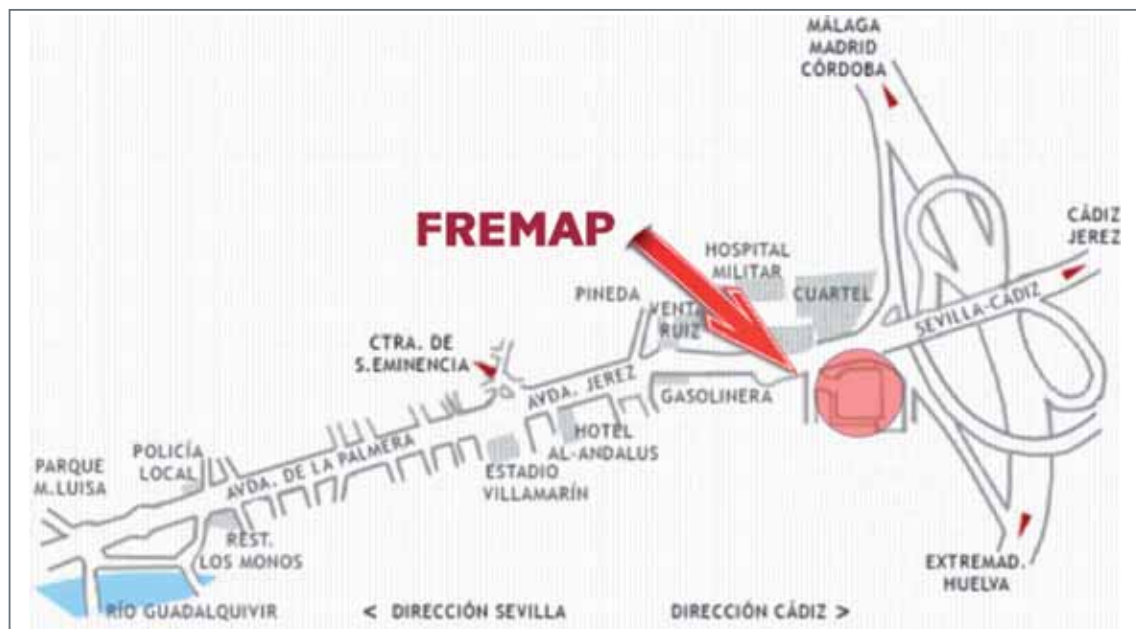 MÁLAGA
MADRID
CÓRDOBA
CÁDIZ
JEREZ
FREMAP
HOSPITAL
MILITAR
PINEDA
VENTA
RUIZ
CUARTEL
SEVILLA-CÁDIZ
CTRA. DE
S.EMINENCIA
AVDA. JEREZ
GASOLINERA
HOTEL
AL-ANDALUS
POLICÍA
LOCAL
AVDA. DE LA PALMERA
PARQUE
M.LUISA
ESTADIO
VILLAMARÍN
REST.
LOS MONOS
EXTREMAD.
HUELVA
RÍO GUADALQUIVIR
< DIRECCIÓN SEVILLA
DIRECCIÓN CÁDIZ >